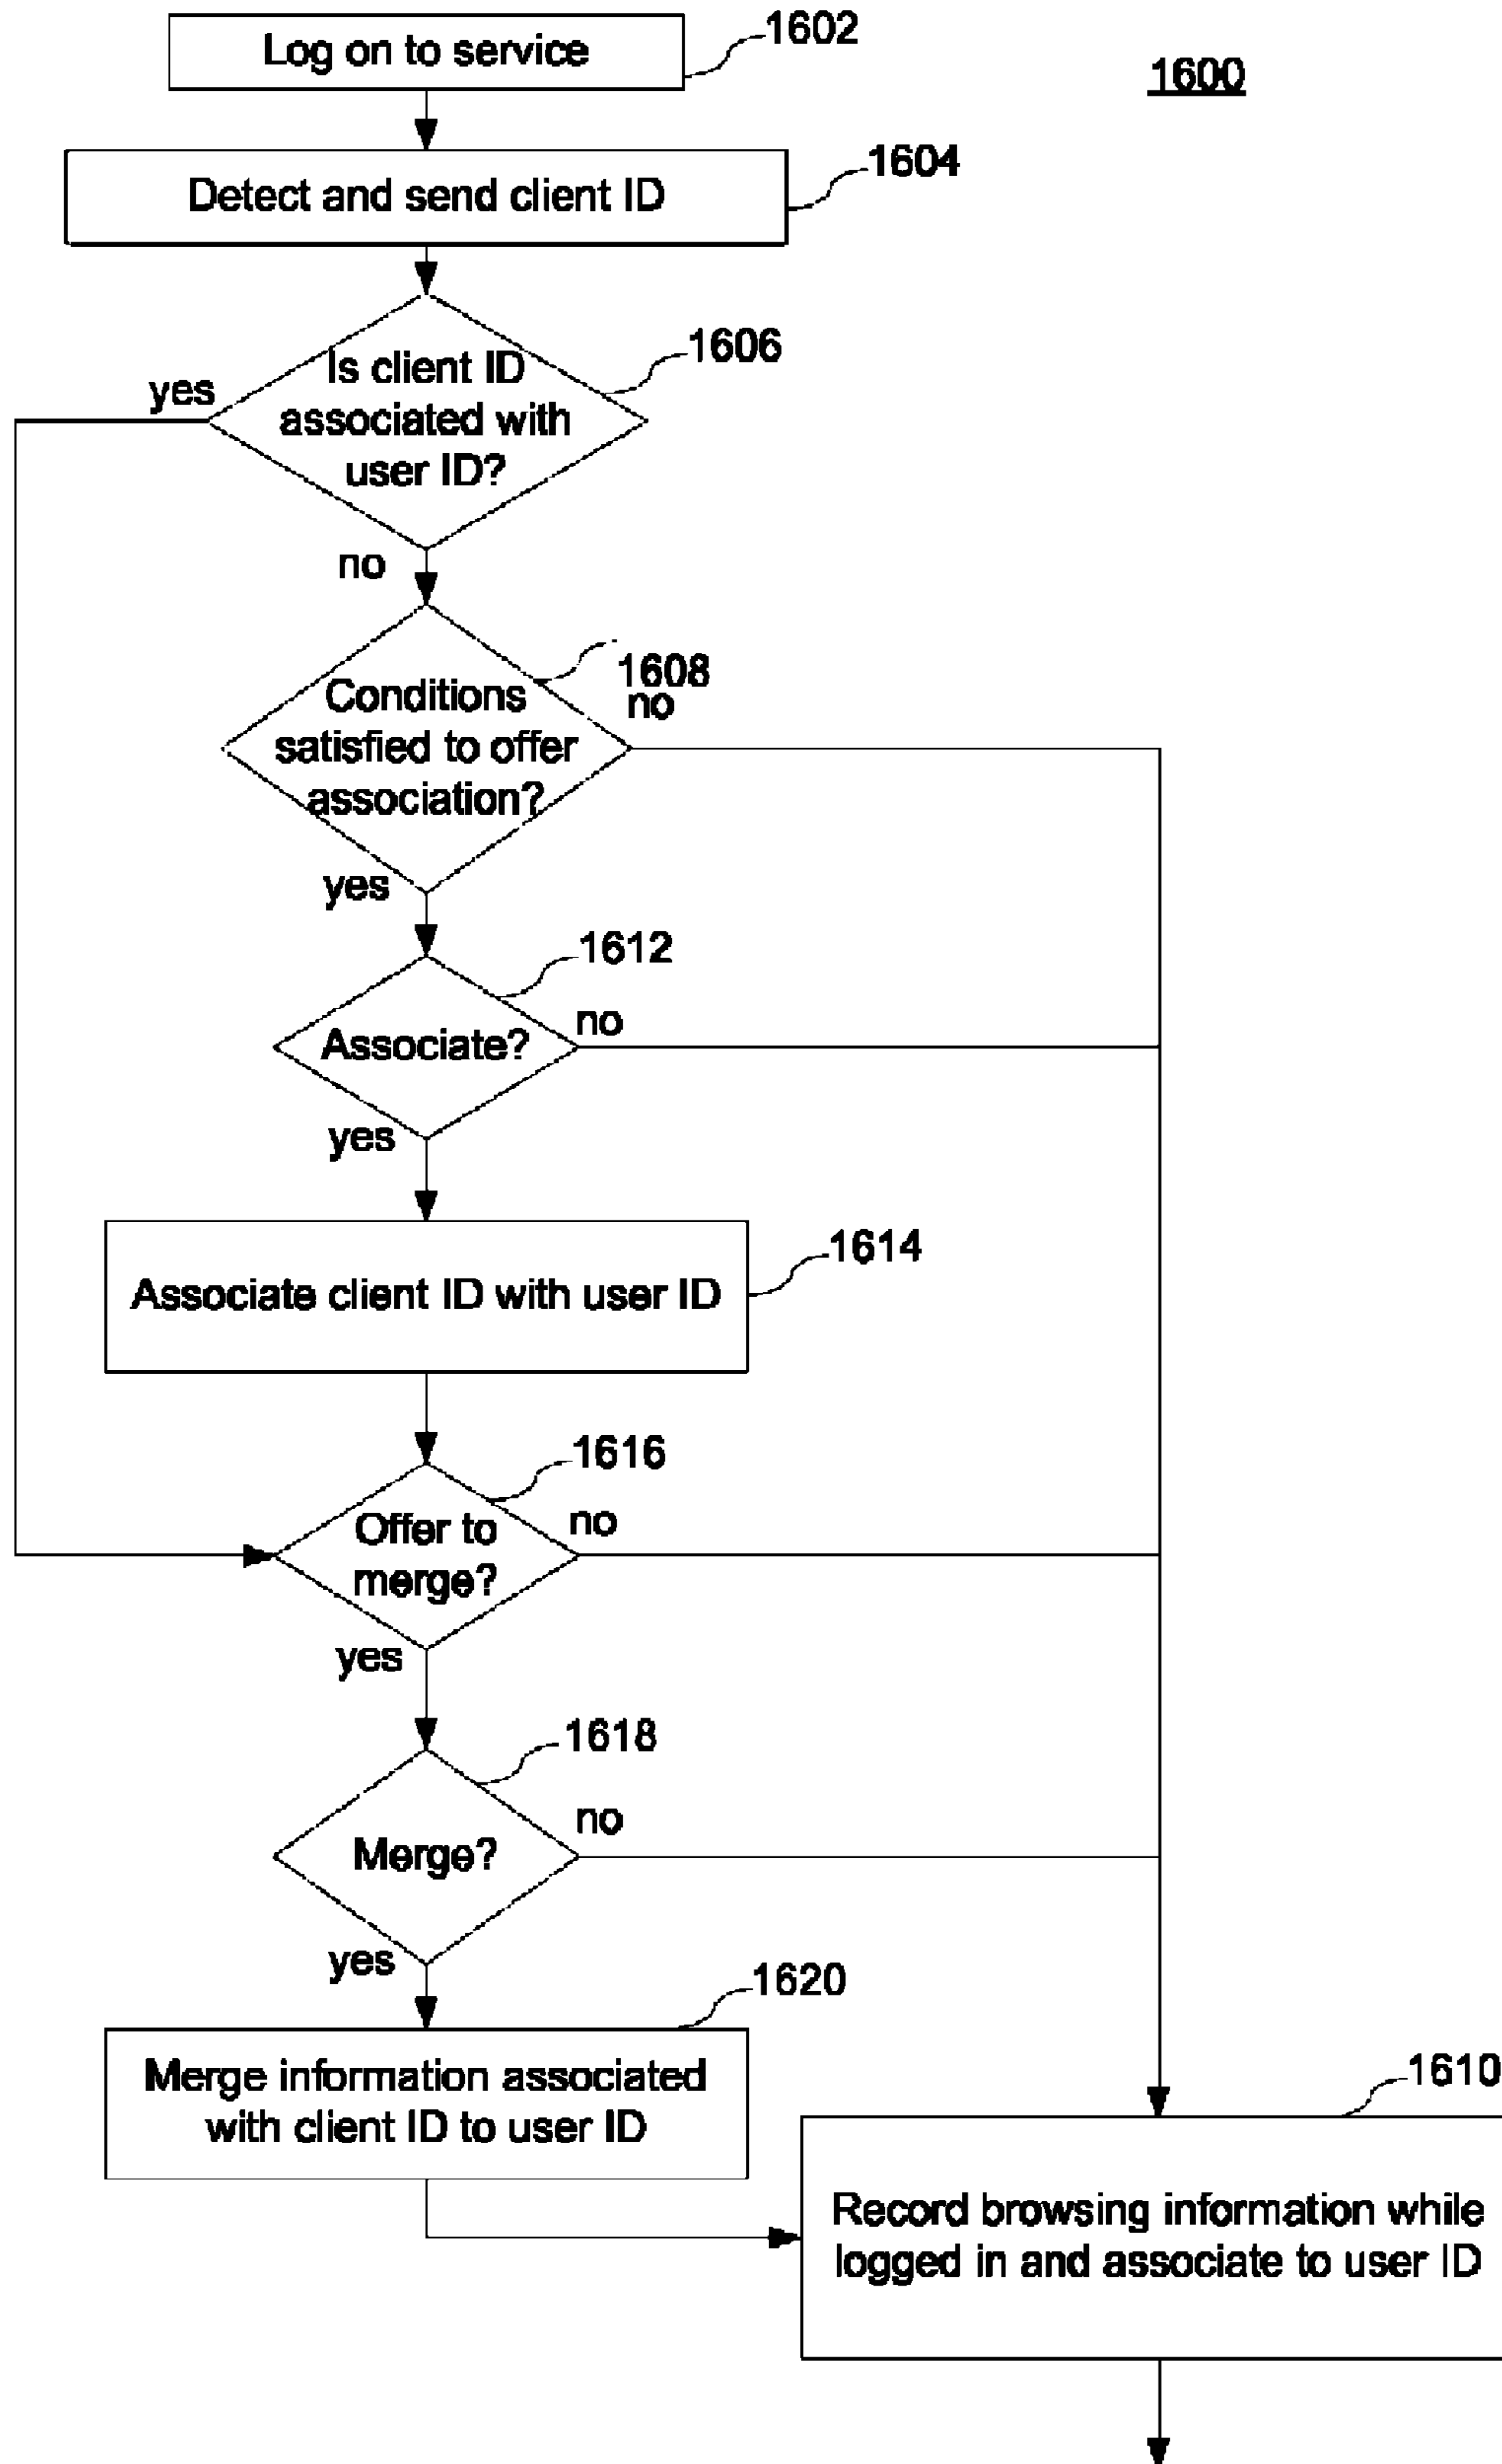 Log on to service
1602
1600
Detect and send client ID
1604
Is client ID
associated with
user ID?
1606
yes
no
Conditions
satisfied to offer
association?
1608
no
yes
Associate?
1612
no
yes
Associate client ID with user ID
1614
Offer to
merge?
1616
no
yes
Merge?
1618
no
yes
Merge information associated
with client ID to user ID
1620
Record browsing information while
logged in and associate to user ID
1610